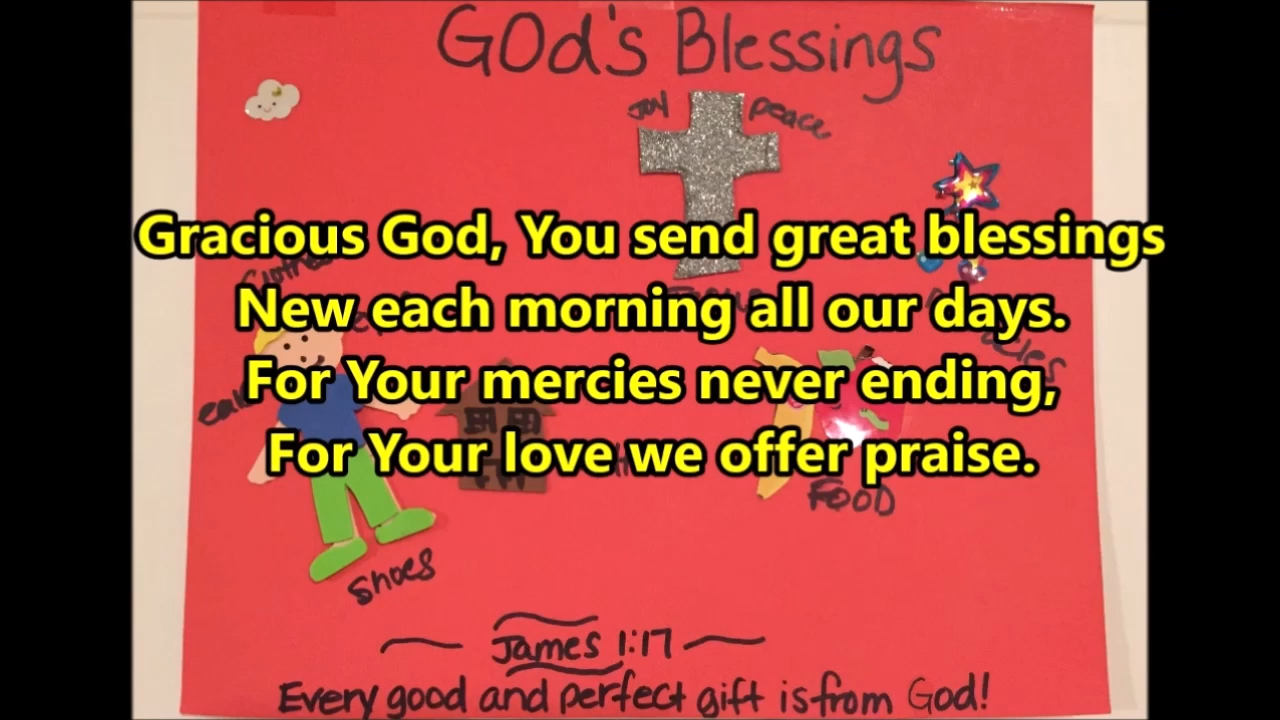 GOd's Blessings
Joy
peace
Gracious God, You send great blessings
New each morning all our days.
For Your mercies never ending,
For Your love we offer praise.
FOOD
shoes
James 1:17
Every good and perfect gift is from God!